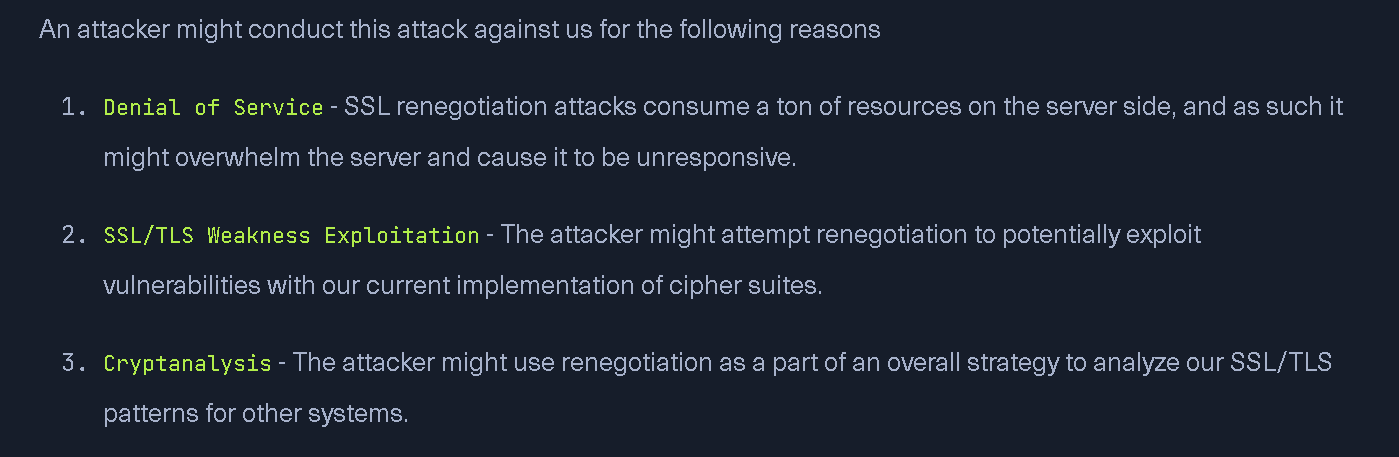 An attacker might conduct this attack against us for the following reasons
1. Denial of Service - SSL renegotiation attacks consume a ton of resources on the server side, and as such it
might overwhelm the server and cause it to be unresponsive.
2. SSL/TLS Weakness Exploitation - The attacker might attempt renegotiation to potentially exploit
vulnerabilities with our current implementation of cipher suites.
3. Cryptanalysis - The attacker might use renegotiation as a part of an overall strategy to analyze our SSL/TLS
patterns for other systems.